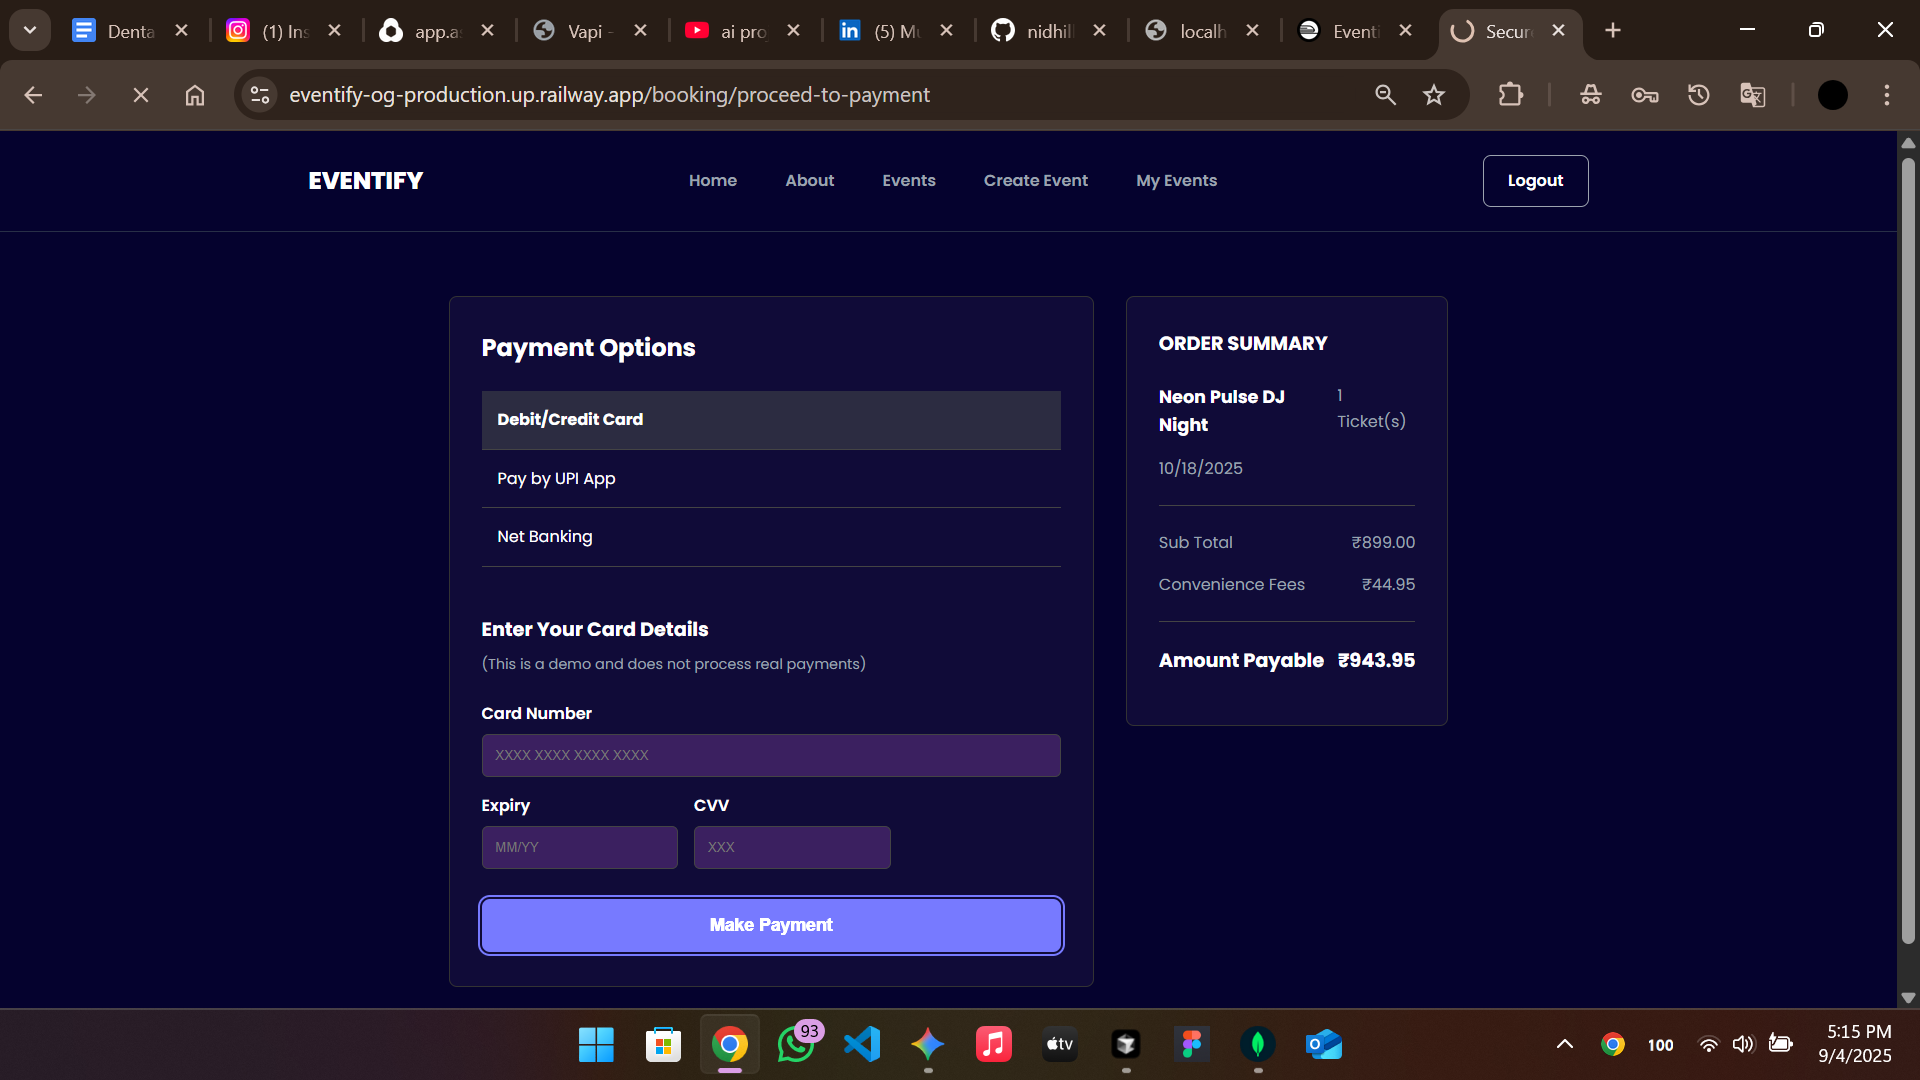 Denta
(1) Ins
app.as
Vapi -
ai pro
(5) Mu
nidhill
localh
Eventi
Secure
eventify-og-production.up.railway.app/booking/proceed-to-payment
EVENTIFY
Home
About
Events
Create Event
My Events
Logout
Payment Options
Debit/Credit Card
Pay by UPI App
Net Banking
Enter Your Card Details
(This is a demo and does not process real payments)
Card Number
XXXX XXXX XXXX XXXX
Expiry
CVV
MM/YY
XXX
Make Payment
ORDER SUMMARY
Neon Pulse DJ
Night
1
Ticket(s)
10/18/2025
Sub Total
₹899.00
Convenience Fees
₹44.95
Amount Payable
₹943.95
93
tv
100
5:15 PM
9/4/2025